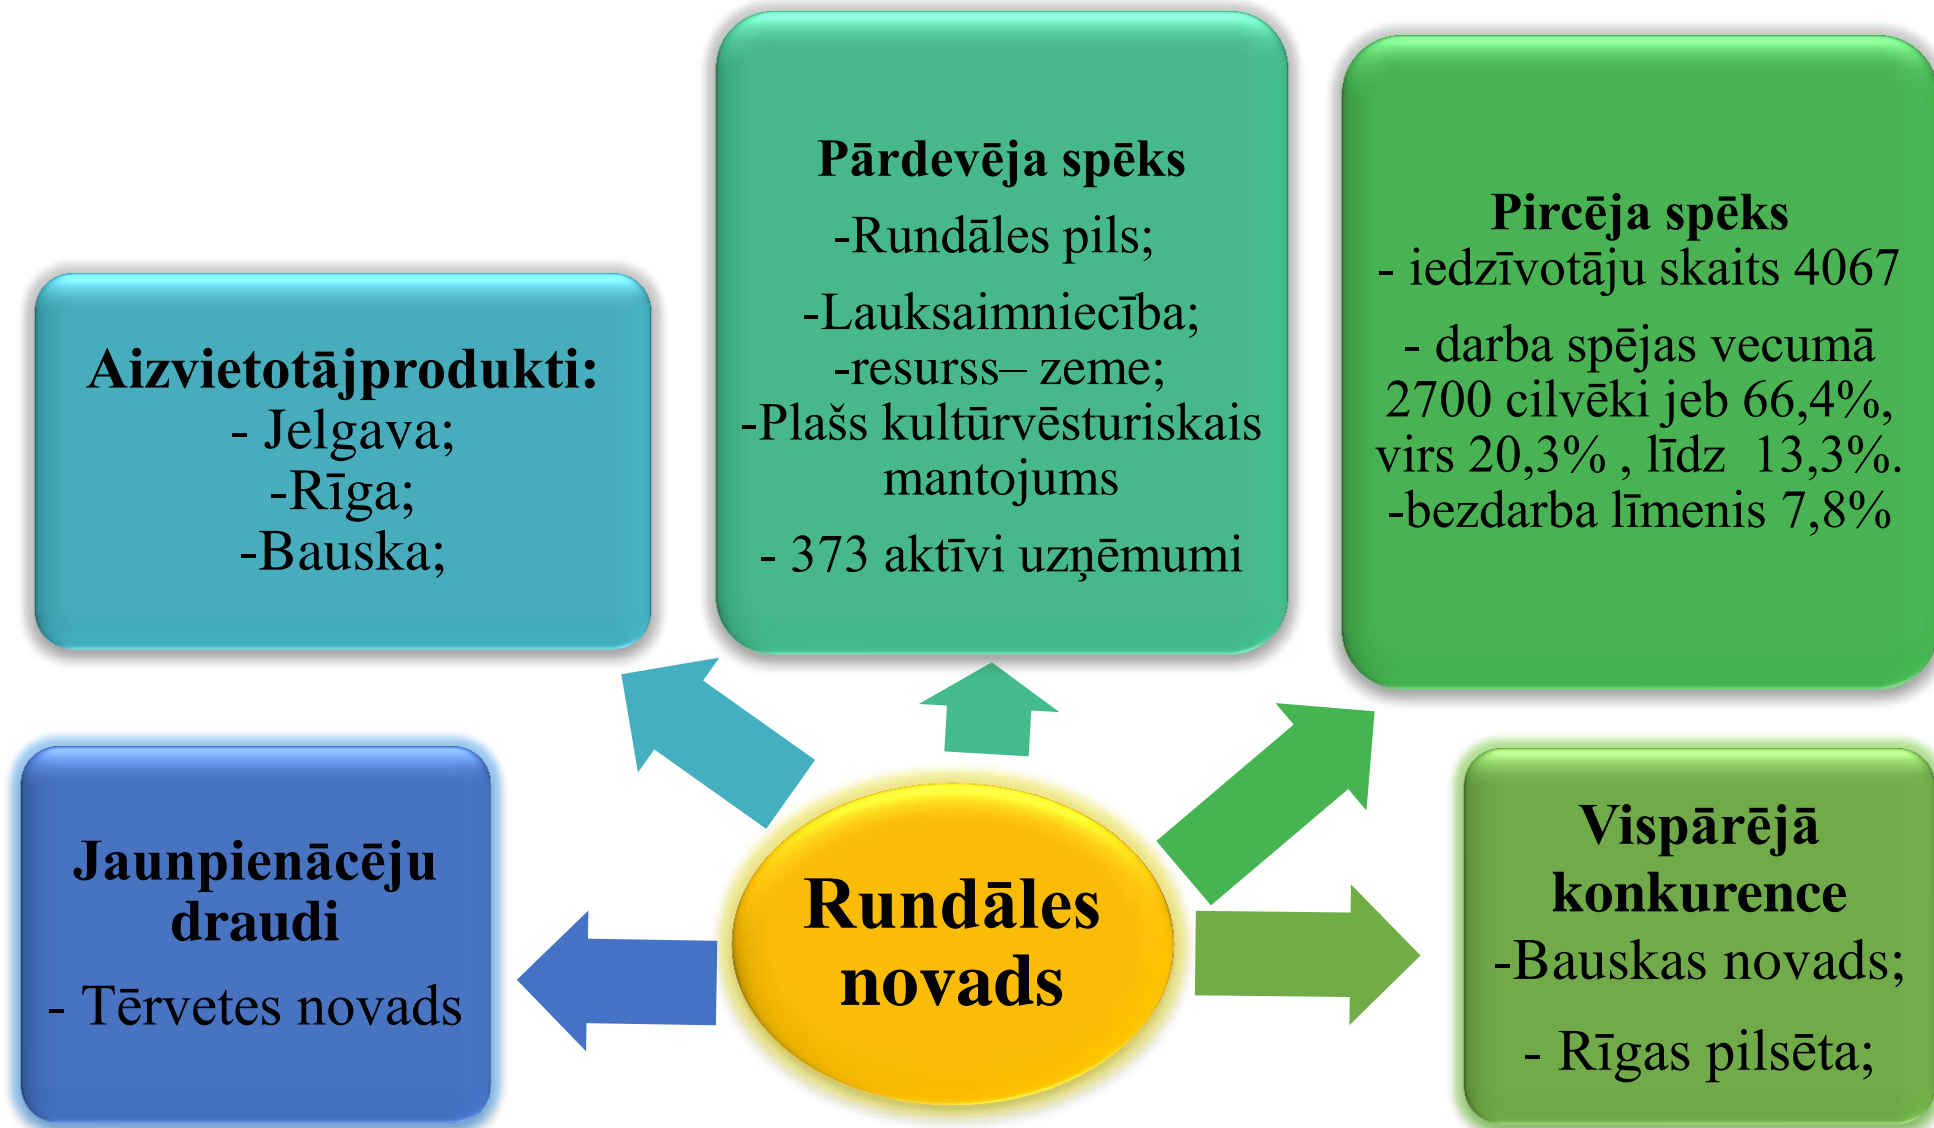 Aizvietotājprodukti:
- Jelgava;
-Rīga;
-Bauska;
Pārdevēja spēks
-Rundāles pils;
-Lauksaimniecība;
-resurss– zeme;
-Plašs kultūrvēsturiskais
mantojums
- 373 aktīvi uzņēmumi
Pircēja spēks
- iedzīvotāju skaits 4067
- darba spējas vecumā
2700 cilvēki jeb 66,4%,
virs 20,3% , līdz  13,3%.
-bezdarba līmenis 7,8%
Jaunpienācēju
draudi
- Tērvetes novads
Rundāles
novads
Vispārējā
konkurence
-Bauskas novads;
- Rīgas pilsēta;